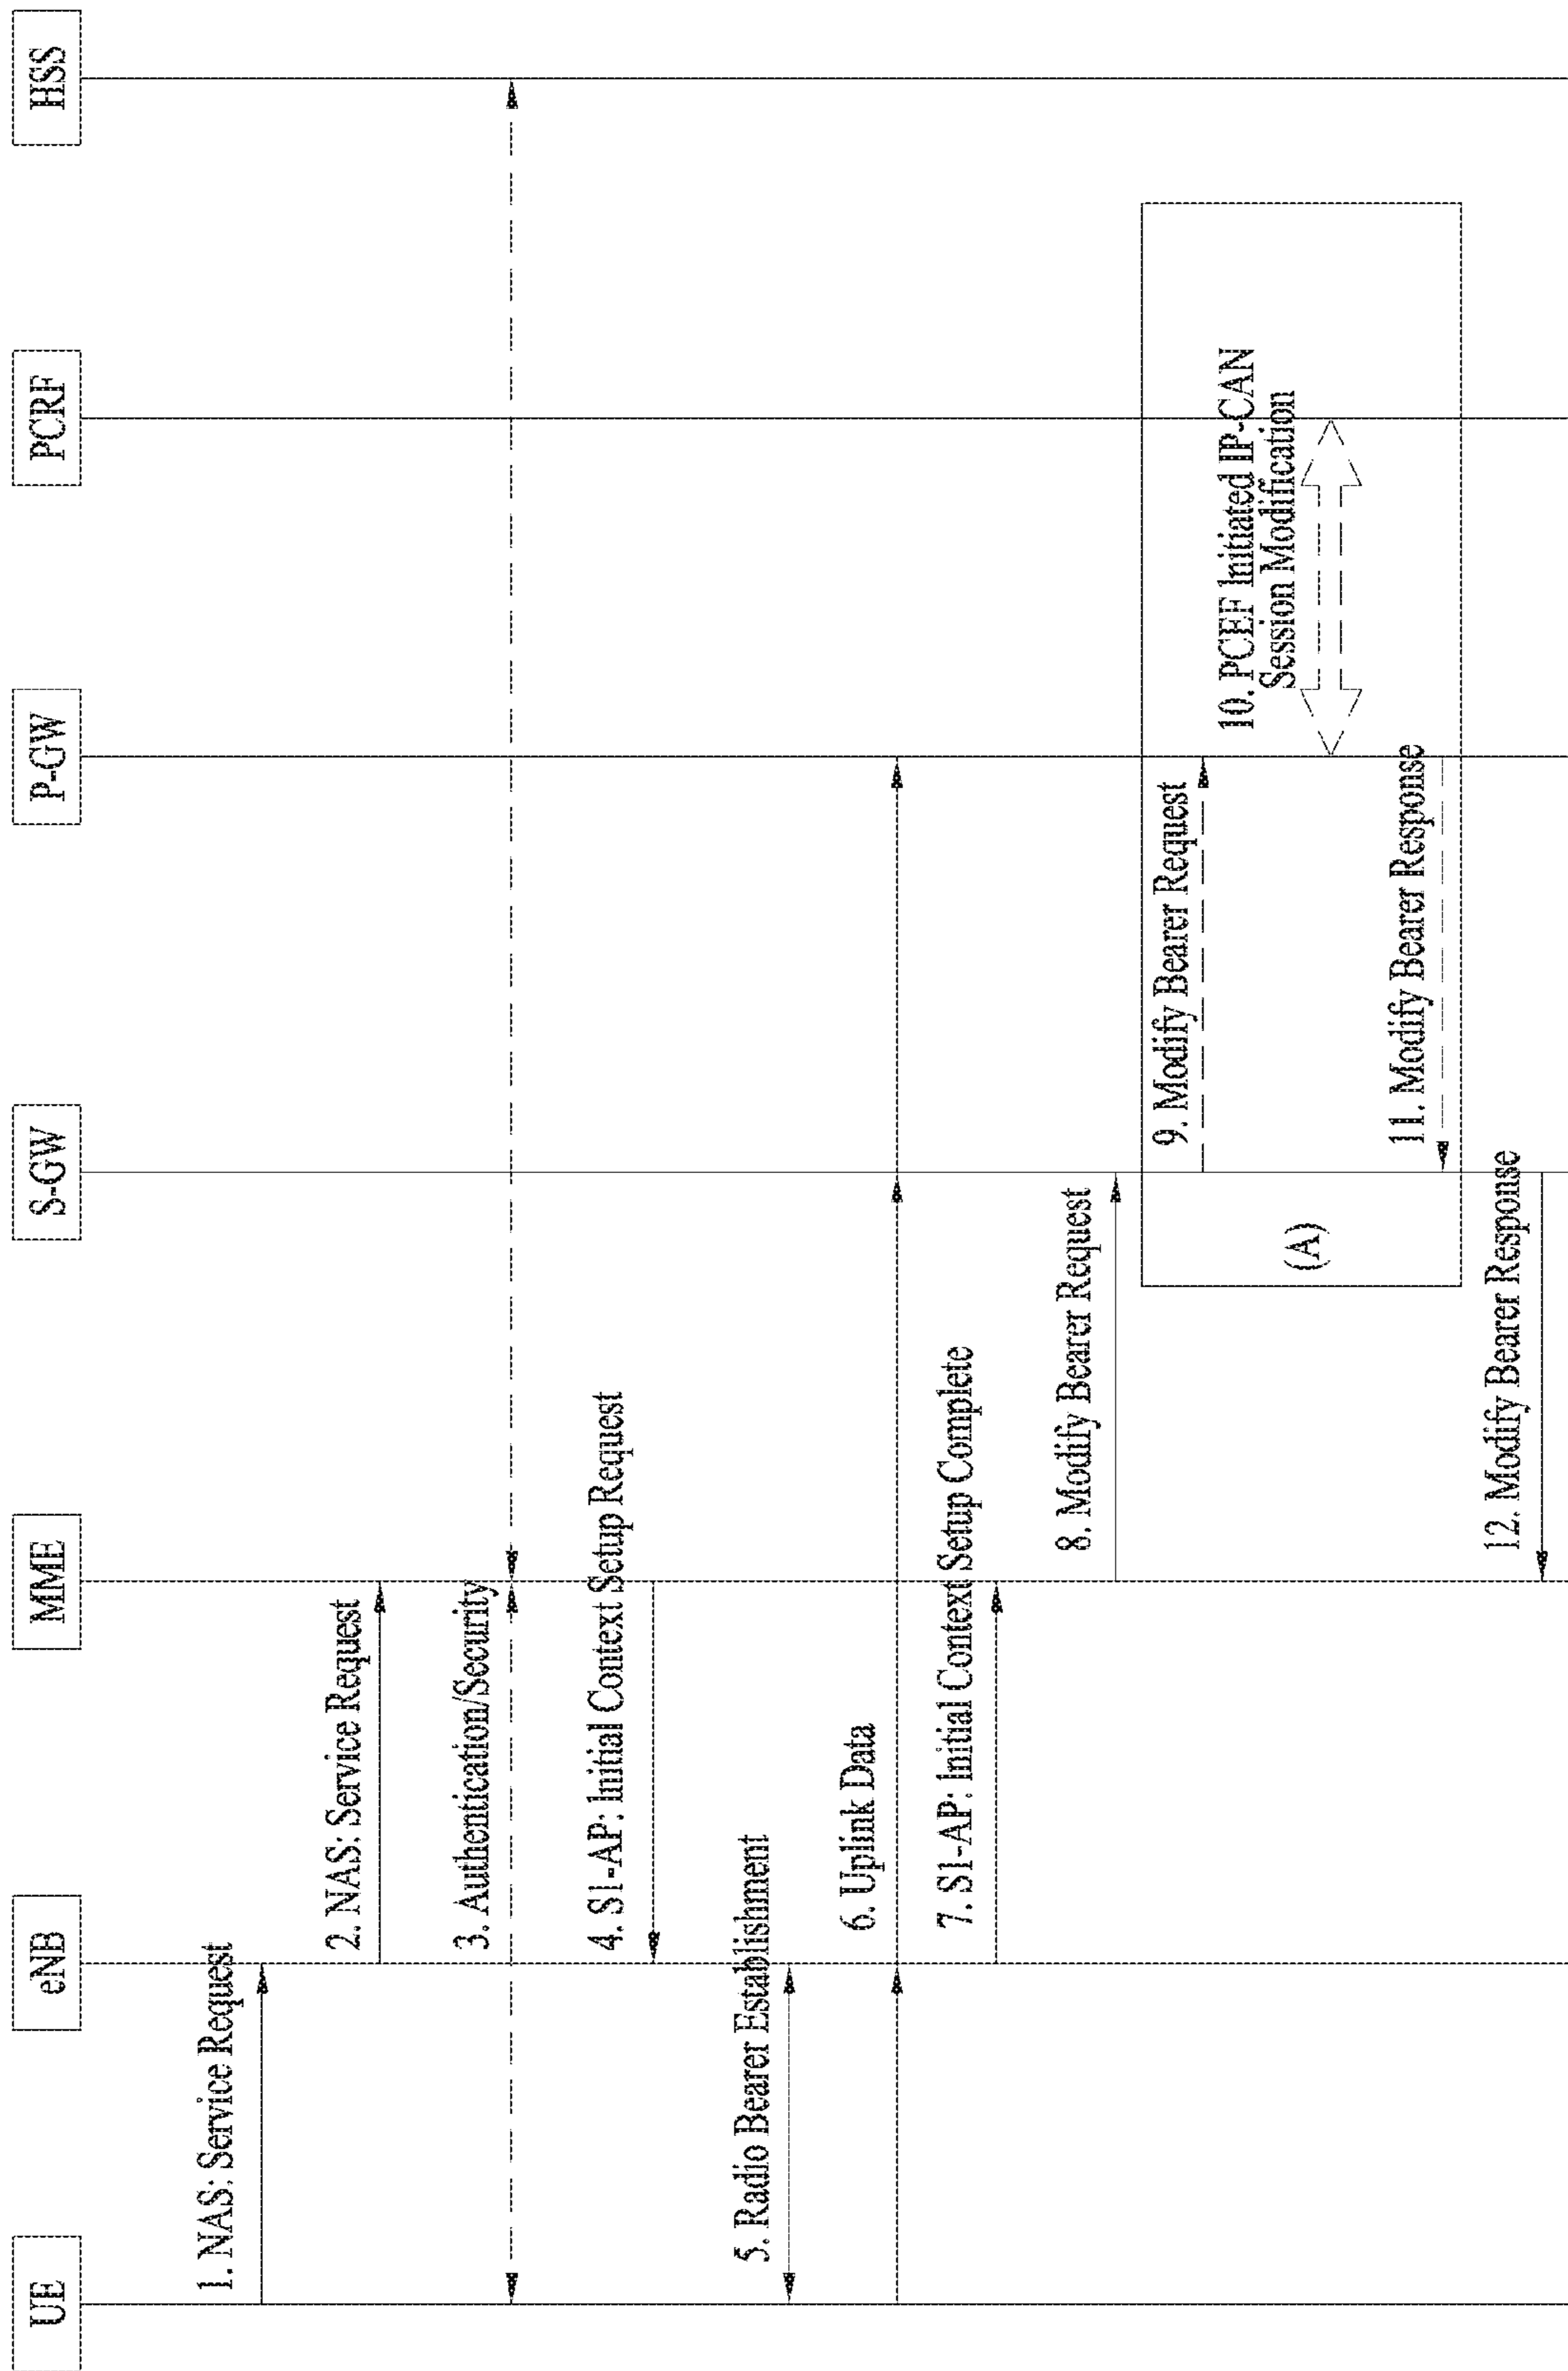 UE
eNB
MME
S-GW
P-GW
PCRF
HSS
1. NAS: Service Request
2. NAS: Service Request
3. Authentication/Security
4. S1-AP: Initial Context Setup Request
5. Radio Bearer Establishment
6. Uplink Data
7. S1-AP: Initial Context Setup Complete
8. Modify Bearer Request
9. Modify Bearer Request
10. PCEF Initiated IP-CAN
Session Modification
(A)
11. Modify Bearer Response
12. Modify Bearer Response